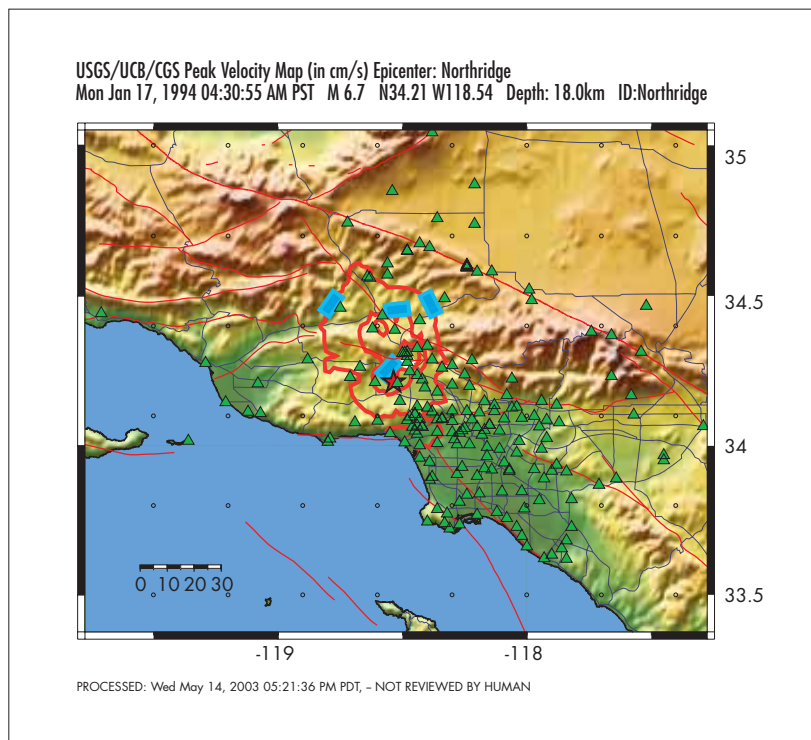 USGS/UCB/CGS Peak Velocity Map (in cm/s) Epicenter: Northridge
Mon Jan 17, 1994 04:30:55 AM PST M 6.7 N34.21 W118.54 Depth: 18.0km ID:Northridge
35
34.5
34
0 10 20 30
33.5
-119 -118
PROCESSED: Wed May 14, 2003 05:21:36 PM PDT, – NOT REVIEWED BY HUMAN